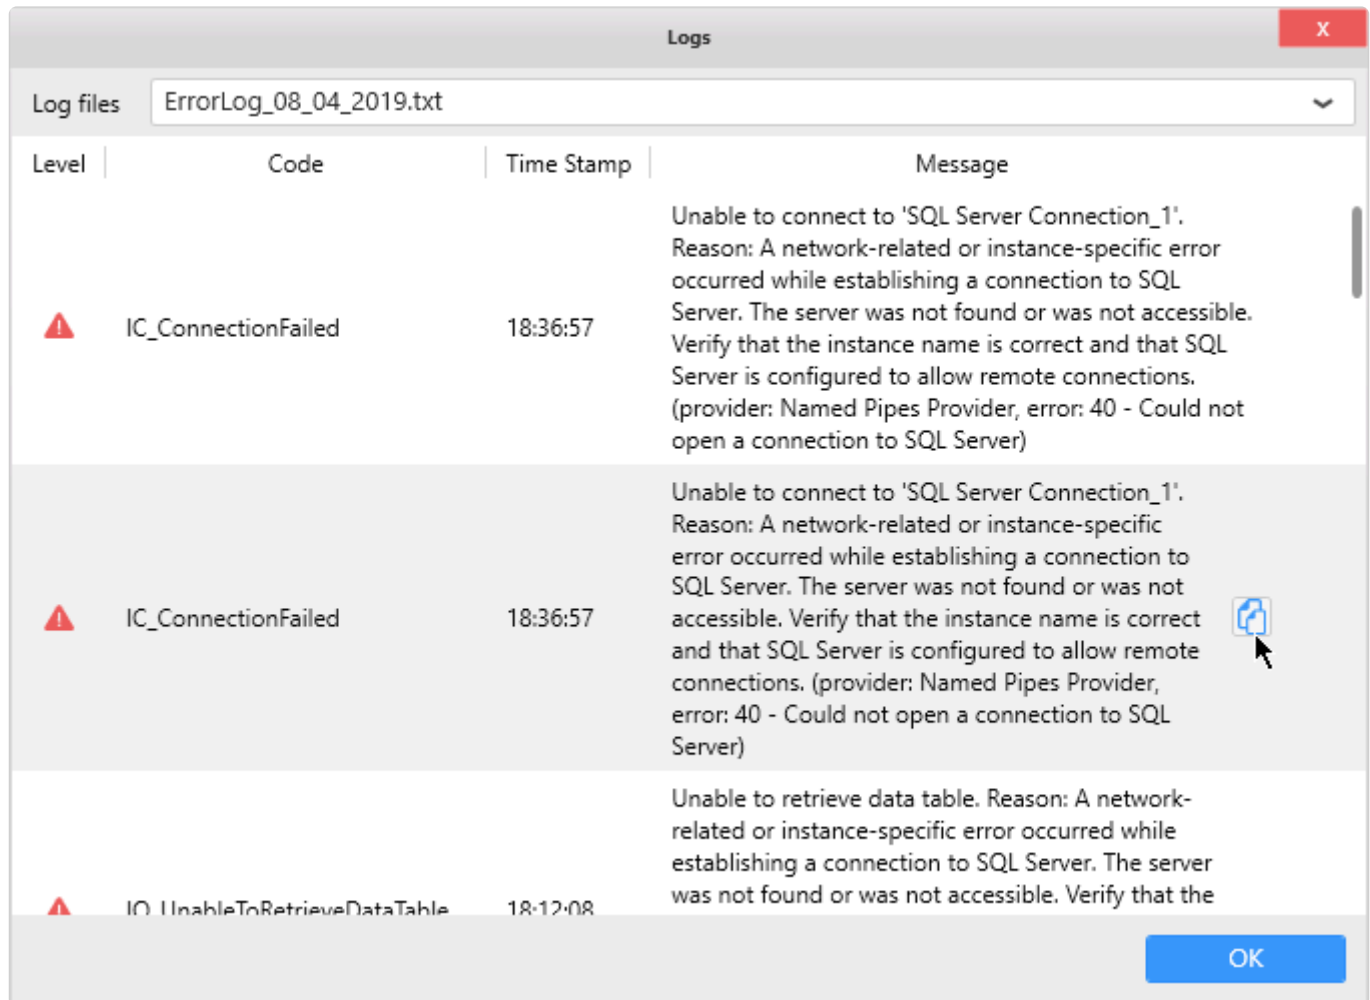 Logs
X
Log files ErrorLog_08_04_2019.txt
Level Code Time Stamp Message
Unable to connect to 'SQL Server Connection_1'.
Reason: A network-related or instance-specific error
occurred while establishing a connection to SQL
Server. The server was not found or was not accessible.
IC_ConnectionFailed 18:36:57
Verify that the instance name is correct and that SQL
Server is configured to allow remote connections.
(provider: Named Pipes Provider, error: 40 - Could not
open a connection to SQL Server)
Unable to connect to 'SQL Server Connection_1'.
Reason: A network-related or instance-specific
error occurred while establishing a connection to
SQL Server. The server was not found or was not
IC_ConnectionFailed 18:36:57 accessible. Verify that the instance name is correct
and that SQL Server is configured to allow remote
connections. (provider: Named Pipes Provider,
error: 40 - Could not open a connection to SQL
Server)
Unable to retrieve data table. Reason: A network-
related or instance-specific error occurred while
establishing a connection to SQL Server. The server
was not found or was not accessible. Verify that the
IO_UnableToRetrieveDataTable 18:12:08
OK